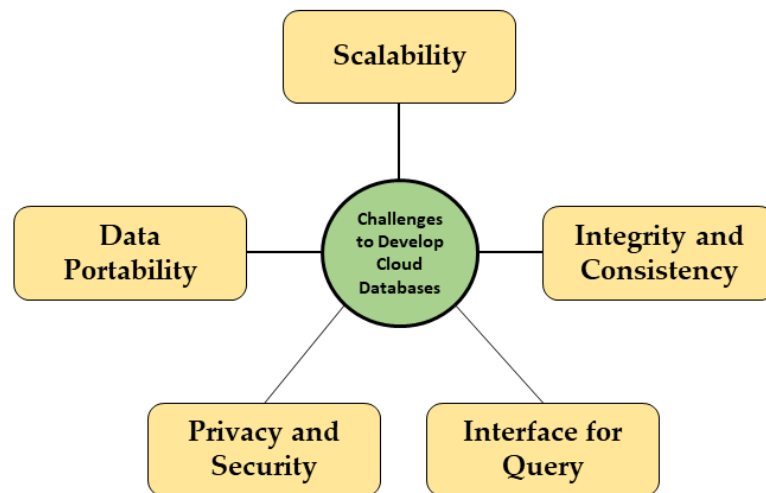 Scalability
Data
Portability
Challenges
to Develop
Cloud
Databases
Integrity and
Consistency
Privacy and
Security
Interface for
Query